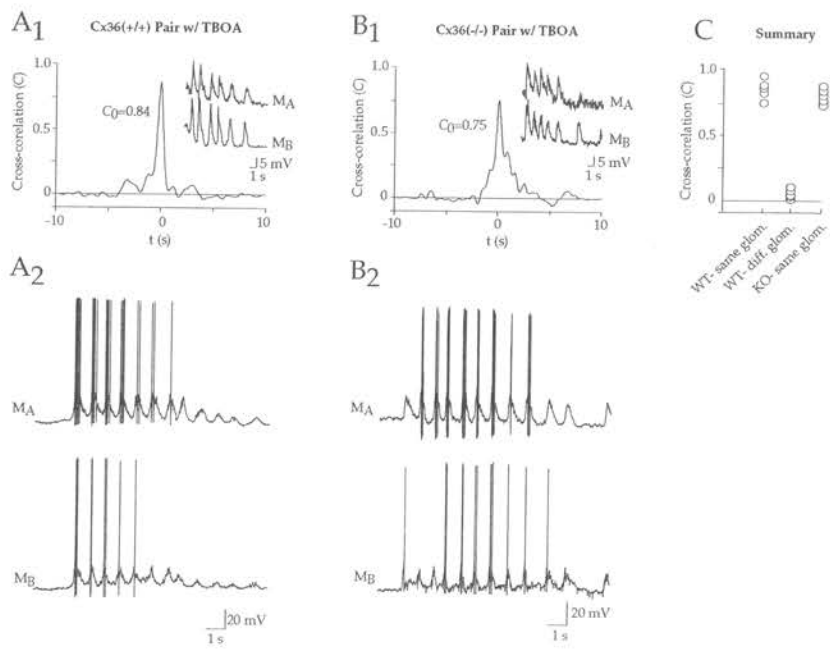 A1
Cx36(+/+) Pair w/ TBOA
Cross-corelation (C)
1.0
0.5
0
C0=0.84
MA
MB
5 mV
1 s
-10
0
10
t (s)
B1
Cx36(-/-) Pair w/ TBOA
Cross-corelation (C)
1.0
0.5
0
C0=0.75
MA
MB
5 mV
1 s
-10
0
10
t (s)
C
Summary
Cross-corelation (C)
1.0
0.5
0
WT- same glom.
WT- diff. glom.
KO- same glom.
A2
MA
MB
20 mV
1 s
B2
MA
MB
20 mV
1 s